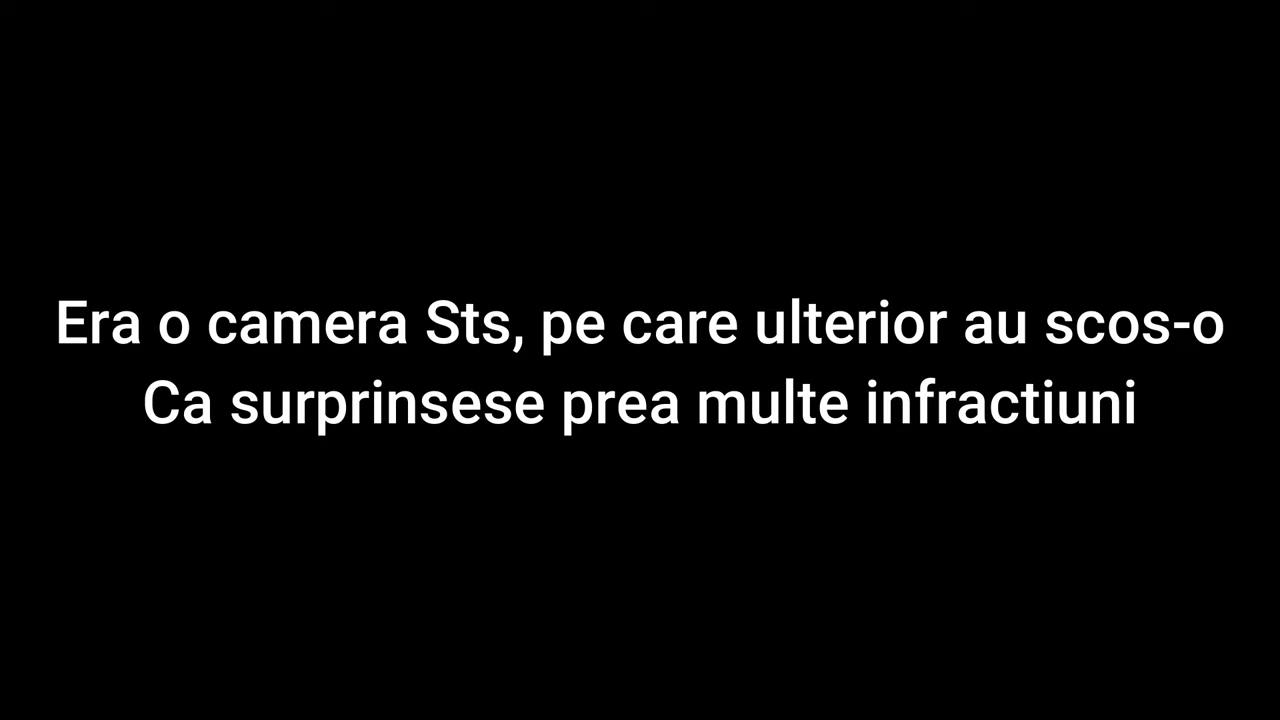 Era o camera Sts, pe care ulterior au scos-o
Ca surprinsese prea multe infractiuni